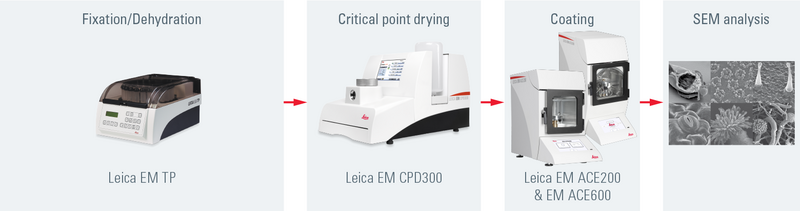 Fixation/Dehydration
Critical point drying
Coating
SEM analysis
Leica EM TP
Leica EM CPD300
Leica EM ACE200
& EM ACE600